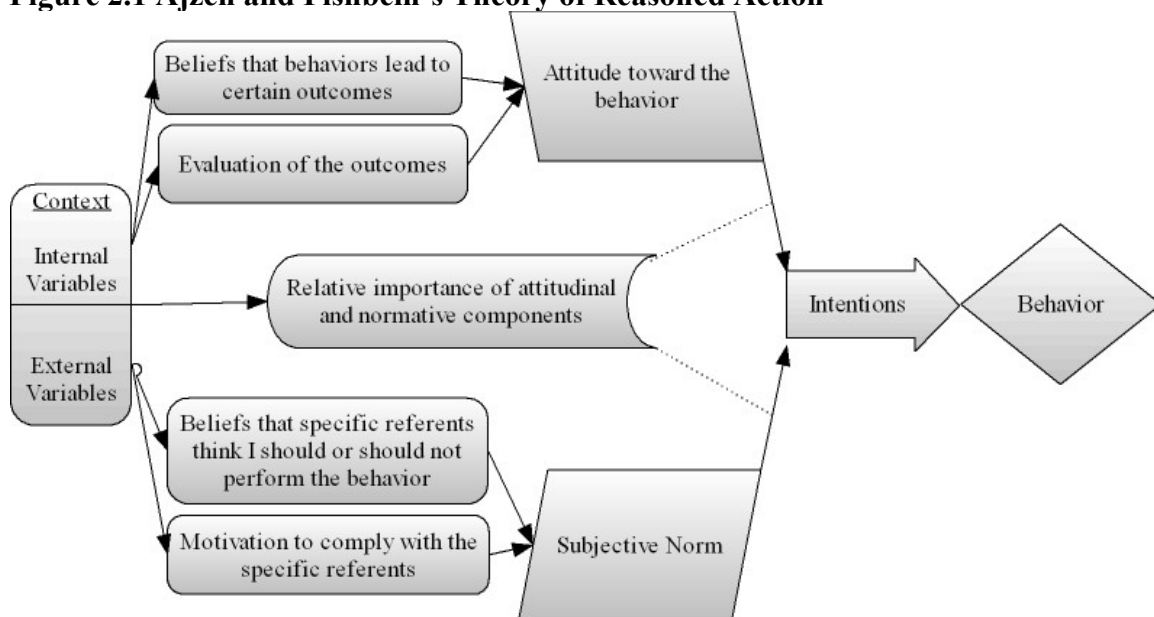 Figure 2.1 Ajzen and Fishbein's Theory of Reasoned Action
Beliefs that behaviors lead to
certain outcomes
Attitude toward the
behavior
Evaluation of the outcomes
Context
Internal
Variables
Relative importance of attitudinal
and normative components
Intentions
Behavior
External
Variables
Beliefs that specific referents
think I should or should not
perform the behavior
Motivation to comply with the
specific referents
Subjective Norm